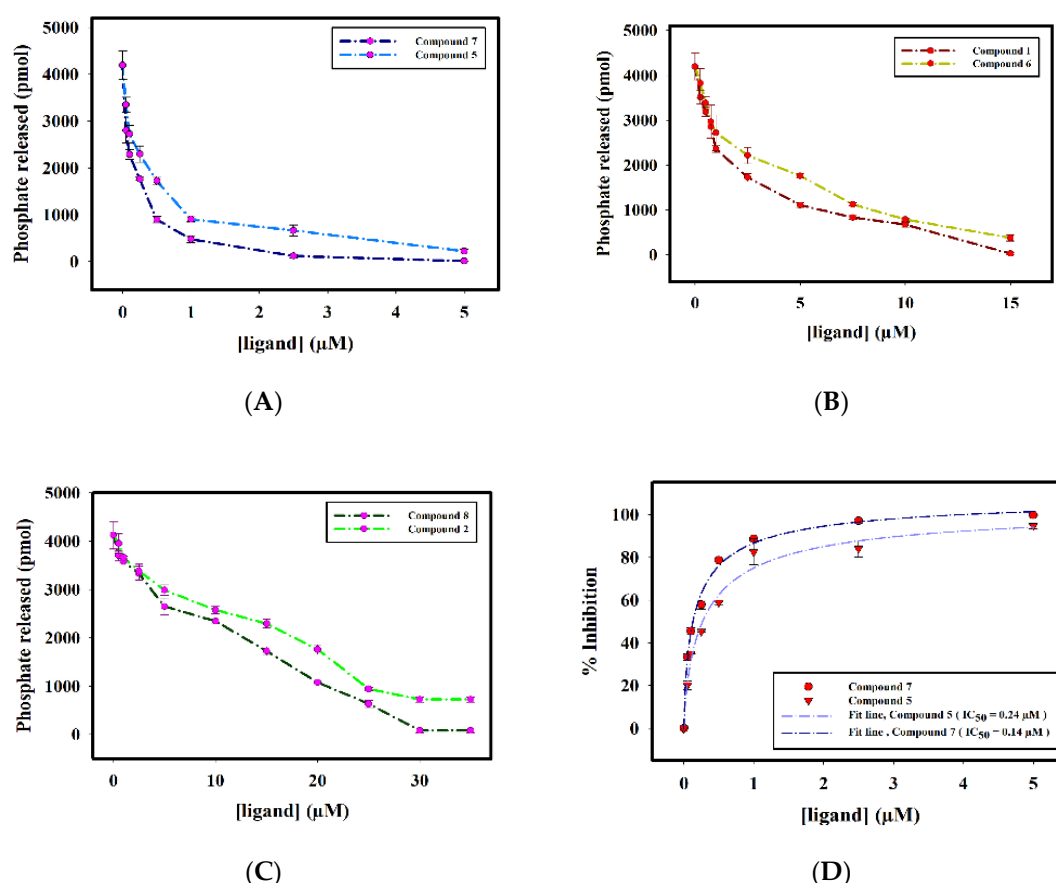 5000
4000
3000
2000
1000
0
Phosphate released (pmol)
Compound 7
Compound 5
0 1 2 3 4 5
[ligand] (µM)
(A)
5000
4000
3000
2000
1000
0
Phosphate released (pmol)
Compound 1
Compound 6
0 5 10 15
[ligand] (µM)
(B)
5000
4000
3000
2000
1000
0
Phosphate released (pmol)
Compound 8
Compound 2
0 10 20 30
[ligand] (µM)
(C)
100
80
60
40
20
0
% Inhibition
Compound 7
Compound 5
Fit line, Compound 5 ( IC50 = 0.24 µM )
Fit line . Compound 7 ( IC50 = 0.14 µM )
0 1 2 3 4 5
[ligand] (µM)
(D)